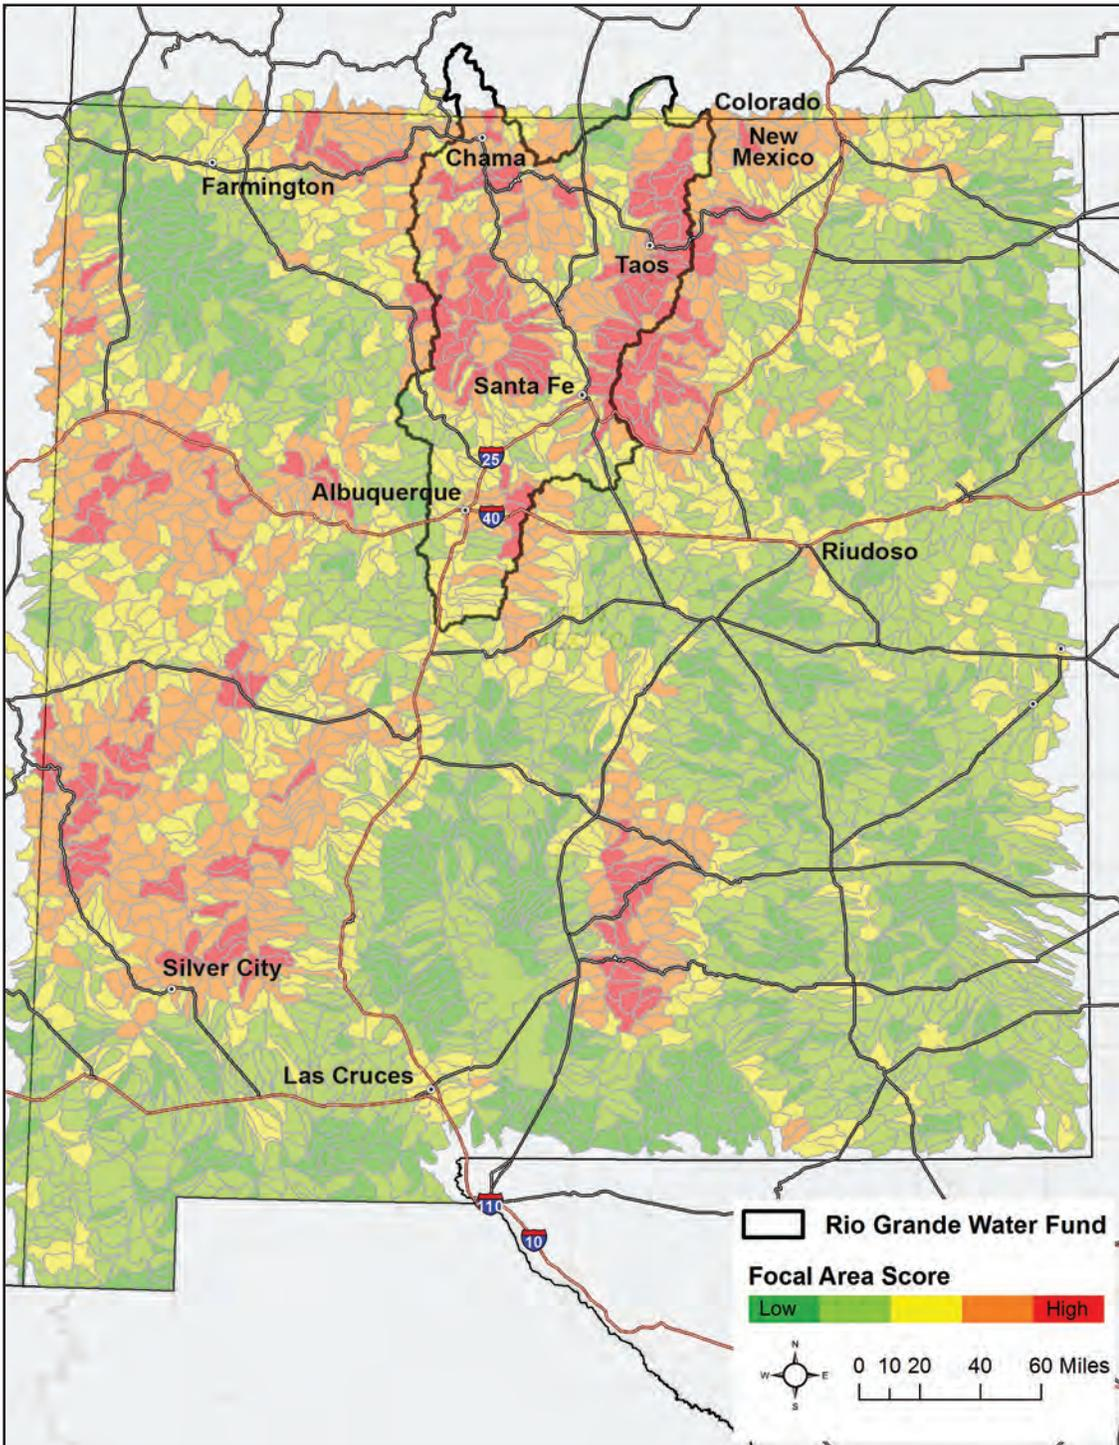 Colorado
New
Mexico
Chama
Farmington
Taos
Santa Fe
25
Albuquerque
40
Riudoso
Silver City
Las Cruces
110
10
Rio Grande Water Fund
Focal Area Score
Low
High
N
W
E
S
0 10 20 40 60 Miles